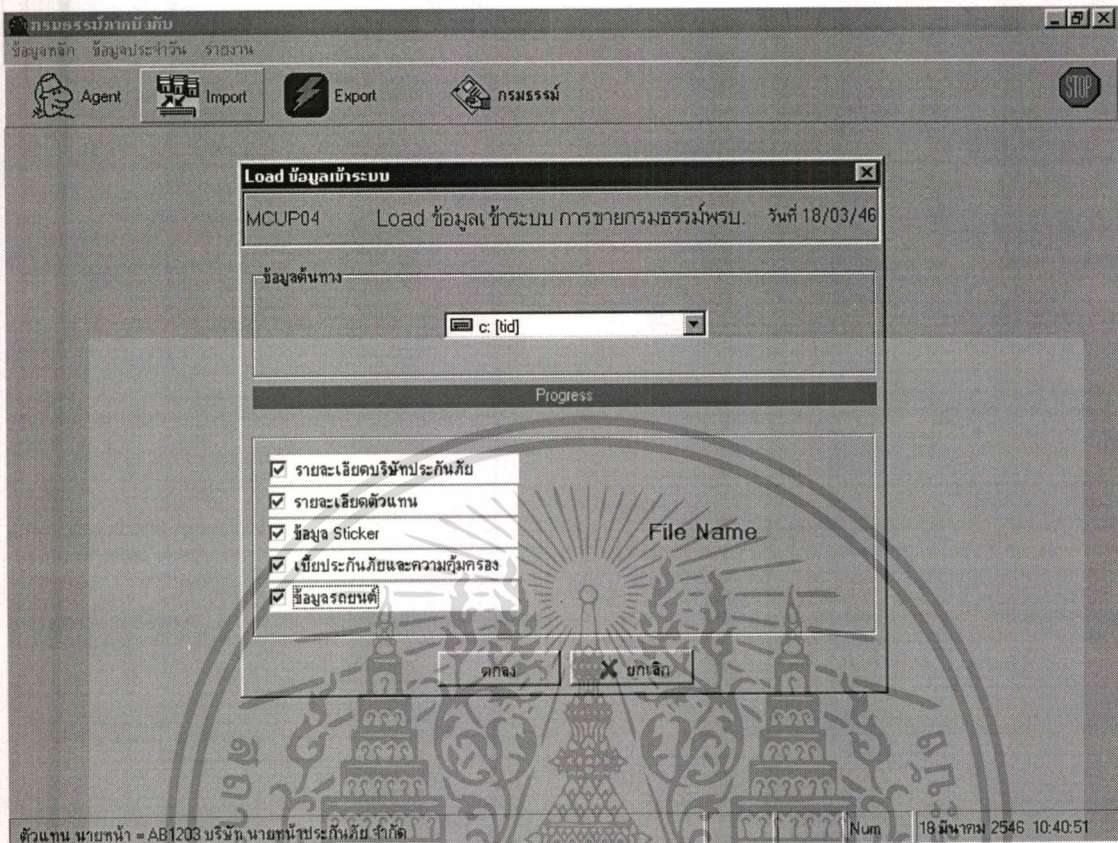 กรมธรรม์ภาคบังคับ
ข้อมูลหลัก ข้อมูลประจำวัน รายงาน
Agent Import Export กรมธรรม์ STOP
Load ข้อมูลเข้าระบบ
MCUP04 Load ข้อมูลเข้าระบบ การขายกรมธรรม์พรบ. วันที่ 18/03/46
ข้อมูลต้นทาง
c: [tid]
Progress
รายละเอียดบริษัทประกันภัย
รายละเอียดตัวแทน
ข้อมูล Sticker
File Name
เบี้ยประกันภัยและความคุ้มครอง
ข้อมูลรถยนต์
ตกลง ยกเลิก
ตัวแทน นายหน้า = AB1203 บริษัท นายหน้าประกันภัย จำกัด Num 18 มีนาคม 2546 10:40:51